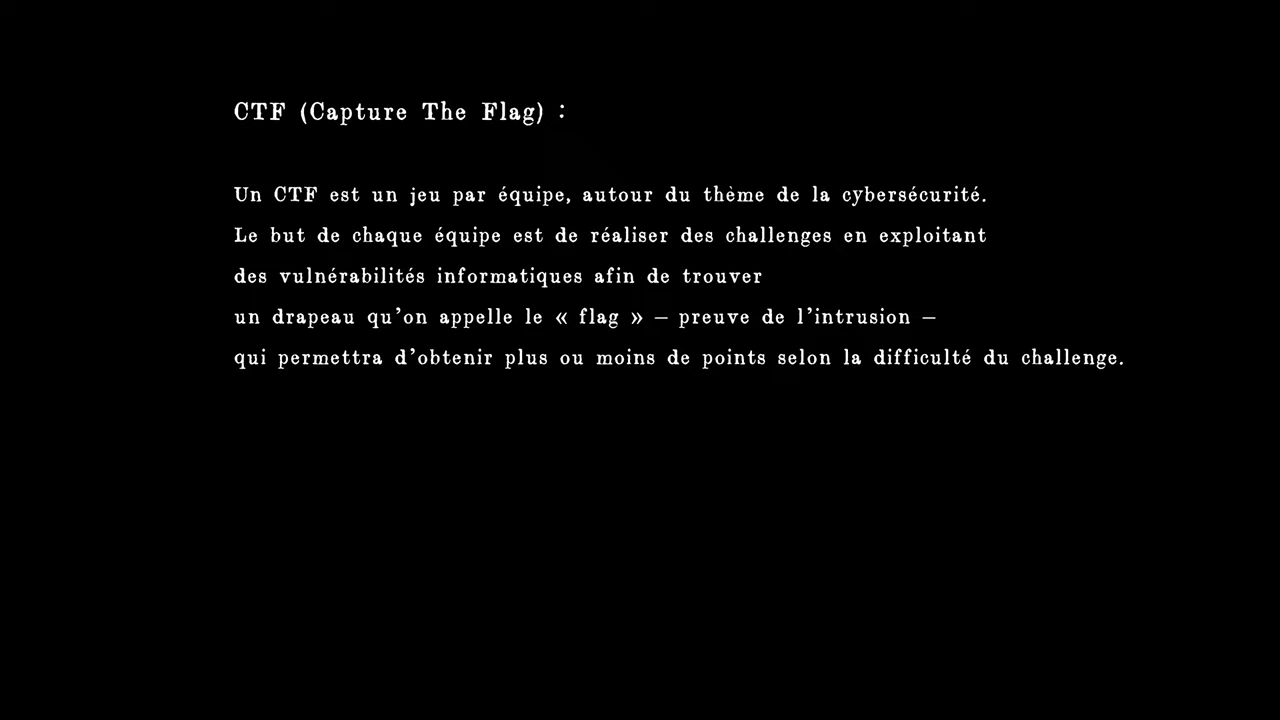 CTF (Capture The Flag) :
Un CTF est un jeu par équipe, autour du thème de la cybersécurité.
Le but de chaque équipe est de réaliser des challenges en exploitant
des vulnérabilités informatiques afin de trouver
un drapeau qu’on appelle le « flag » – preuve de l’intrusion –
qui permettra d’obtenir plus ou moins de points selon la difficulté du challenge.